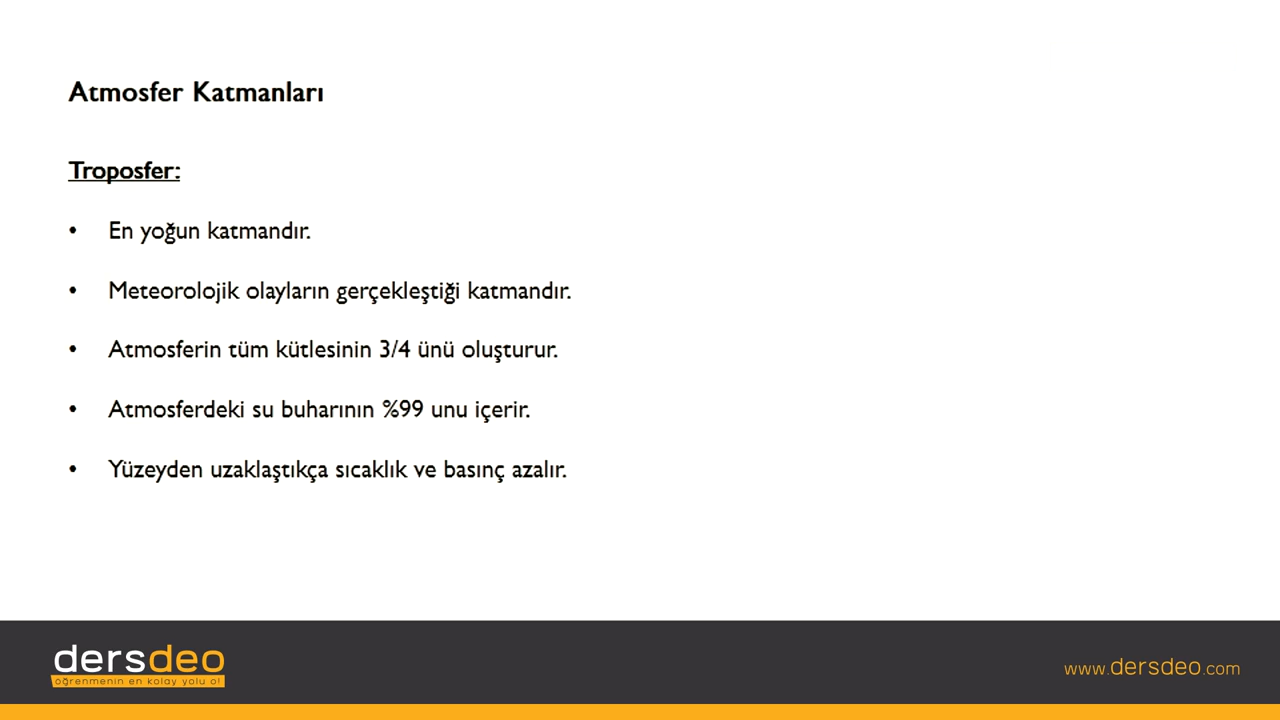 Atmosfer Katmanları
Troposfer:
• En yoğun katmandır.
• Meteorolojik olayların gerçekleştiği katmandır.
• Atmosferin tüm kütlesinin 3/4 ünü oluşturur.
• Atmosferdeki su buharının %99 unu içerir.
• Yüzeyden uzaklaştıkça sıcaklık ve basınç azalır.
dersdeo
öğrenmenin en kolay yolu o!
www.dersdeo.com